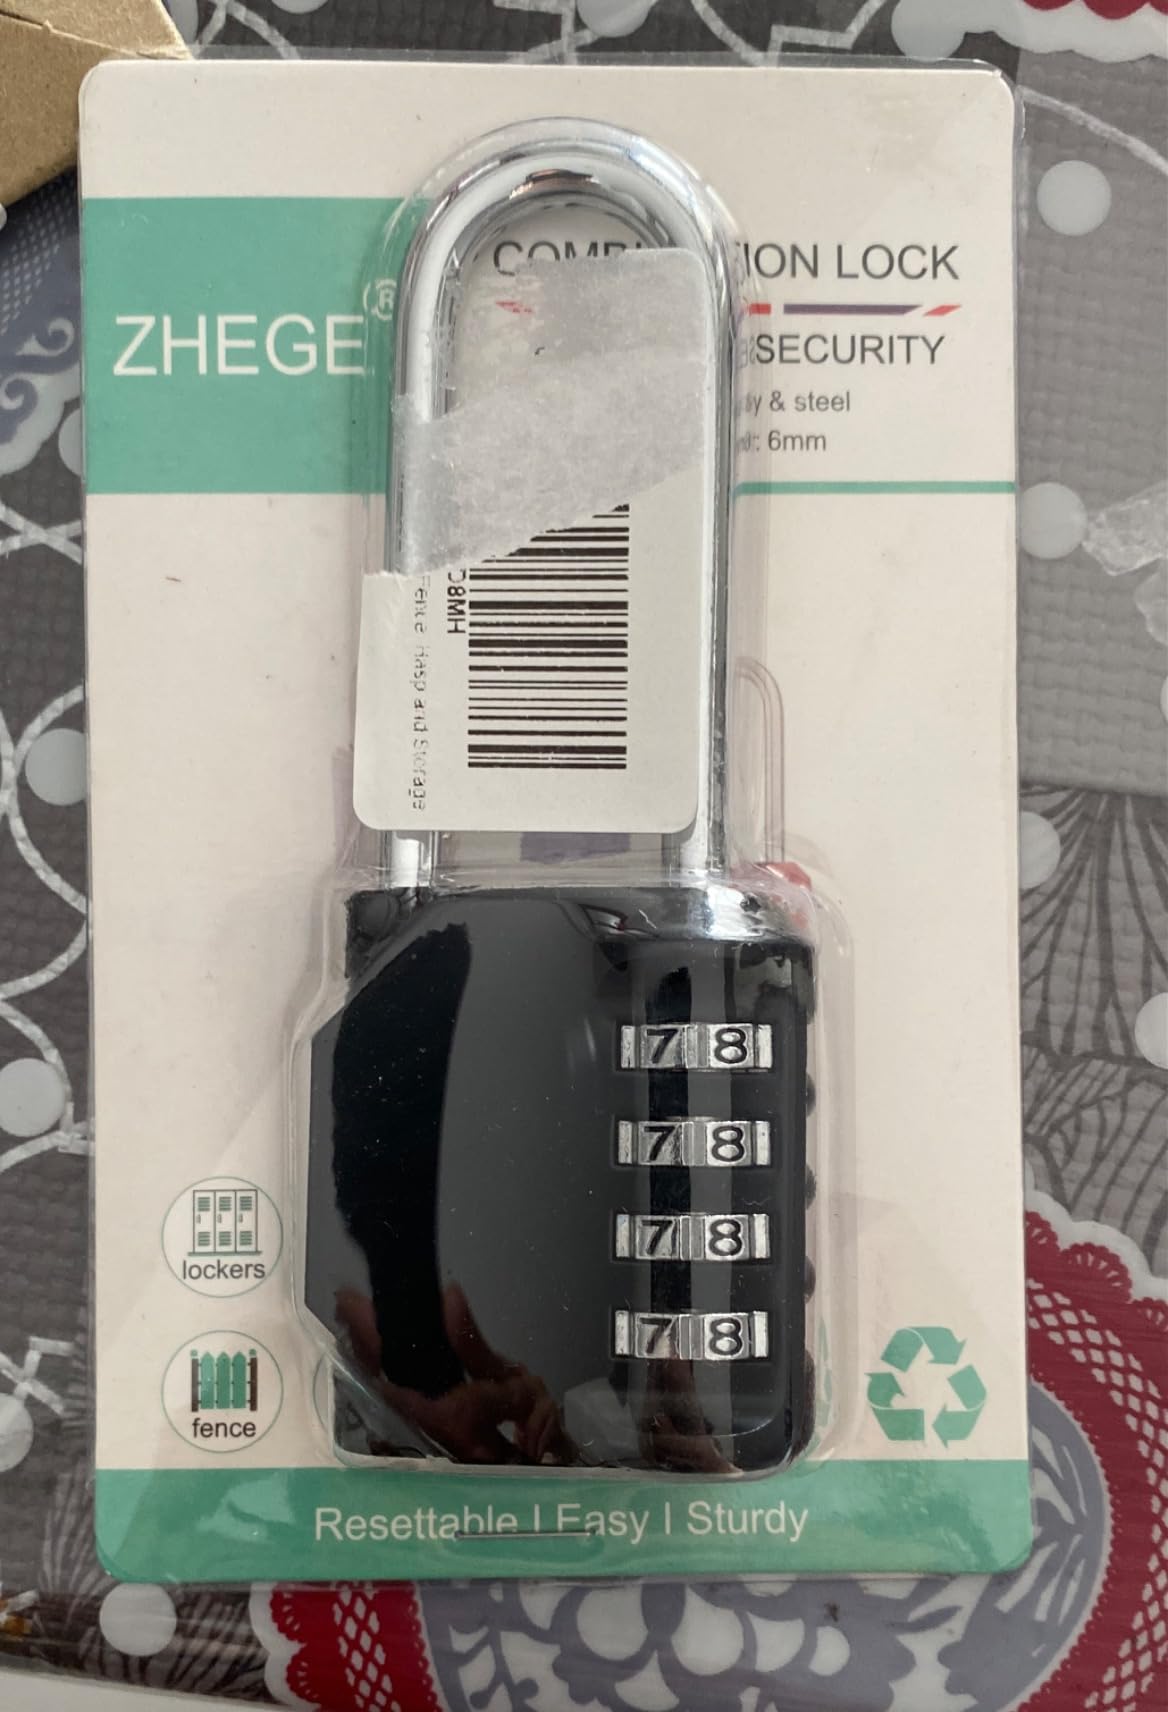 ZHEGE®
LOCK
SECURITY
& steel
6mm
D8MH
Fence, Hasp and Storage
7 8
7 8
7 8
7 8
lockers
fence
Resettable | Easy | Sturdy